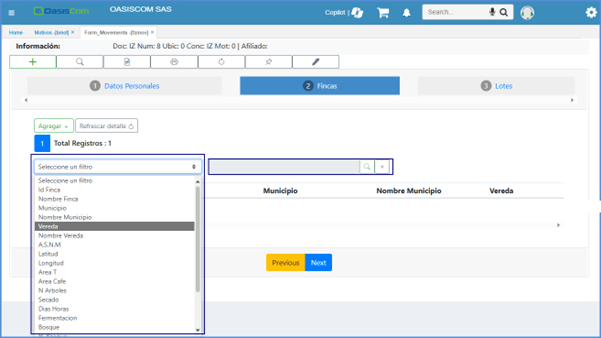 OasisCom
OASISCOM SAS
Copilot |
Search...
Home
Motivos -[bmot]
Form_Movements -[fzmov]
Información: Doc: IZ Num: 8 Ubic: 0 Conc: IZ Mot: 0 | Afiliado:
1 Datos Personales
2 Fincas
3 Lotes
Agregar
Refrescar detalle
1 Total Registros : 1
Seleccione un filtro
Seleccione un filtro
Id Finca
Nombre Finca
Municipio
Nombre Municipio
Vereda
Nombre Vereda
A.S.N.M
Latitud
Longitud
Area T
Area Cafe
N Arboles
Secado
Dias Horas
Fermentacion
Bosque
Municipio Nombre Municipio Vereda
Previous Next